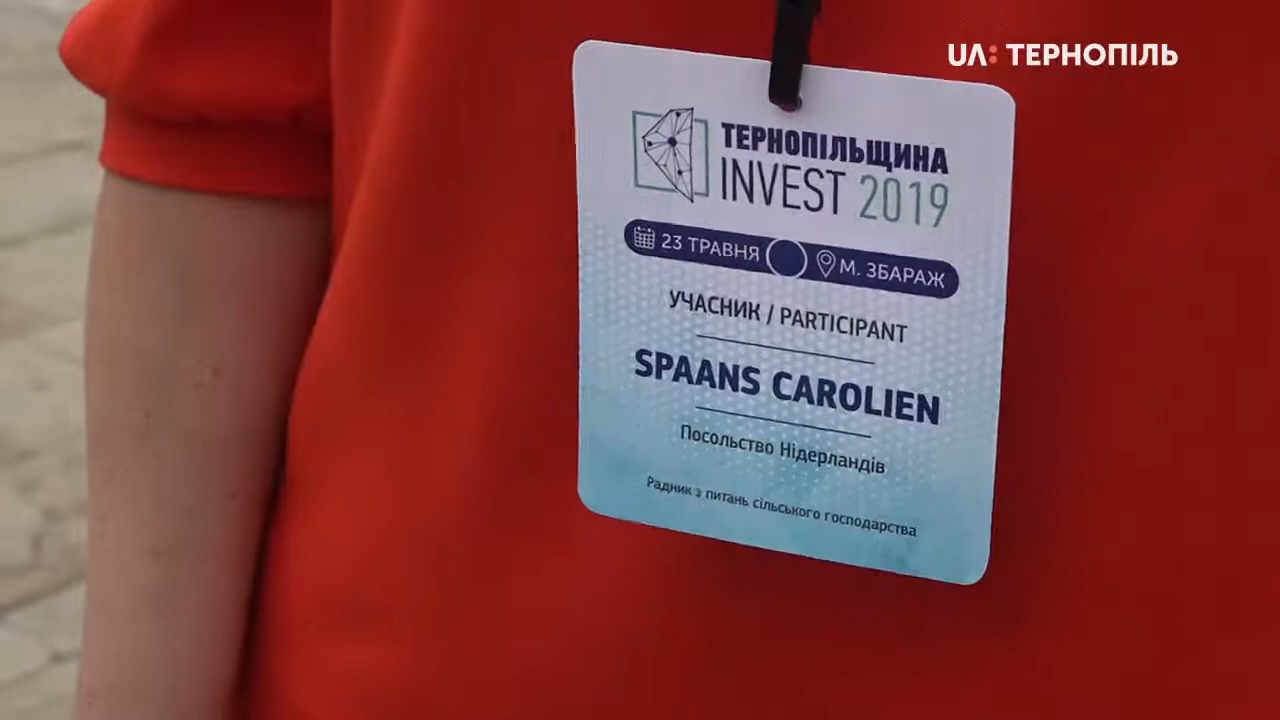 UA: ТЕРНОПІЛЬ
ТЕРНОПІЛЬЩИНА
INVEST 2019
23 ТРАВНЯ М. ЗБАРАЖ
УЧАСНИК / PARTICIPANT
SPAANS CAROLIEN
Посольство Нідерландів
Радник з питань сільського господарства